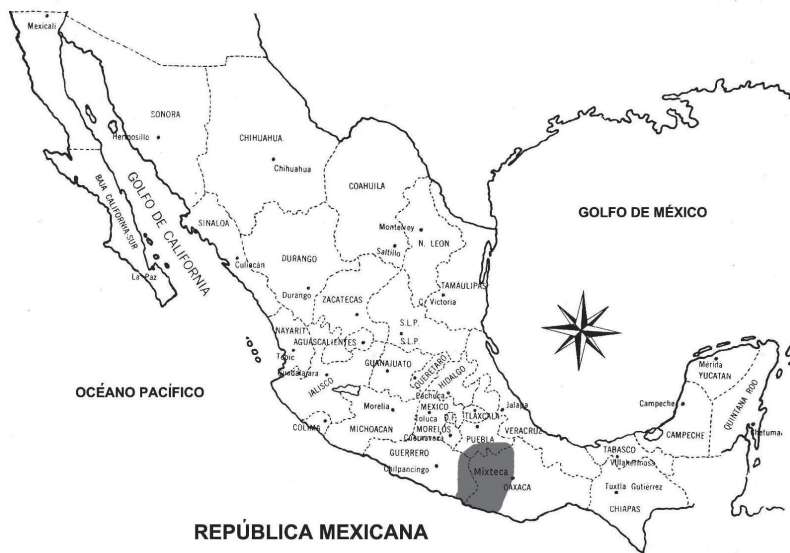 Mexicali
SONORA
Hermosillo
CHIHUAHUA
Chihuahua
COAHUILA
BAJA CALIFORNIA SUR
GOLFO DE CALIFORNIA
La Paz
SINALOA
Culiacán
DURANGO
Durango
Monterrey
N. LEON
Saltillo
TAMAULIPAS
C. Victoria
GOLFO DE MÉXICO
ZACATECAS
S.L.P.
S.L.P.
NAYARIT
Tepic
AGUASCALIENTES
Guadalajara
JALISCO
GUANAJUATO
QUERETARO
HIDALGO
Pachuca
OCÉANO PACÍFICO
COLIMA
Morelia
MICHOACAN
MEXICO
Toluca
D.F.
MORELOS
Cuernavaca
TLAXCALA
PUEBLA
Jalapa
VERACRUZ
GUERRERO
Chilpancingo
Mixteca
OAXACA
TABASCO
Villahermosa
Tuxtla Gutiérrez
CHIAPAS
Campeche
CAMPECHE
Mérida
YUCATAN
QUINTANA ROO
Chetumal
REPÚBLICA MEXICANA